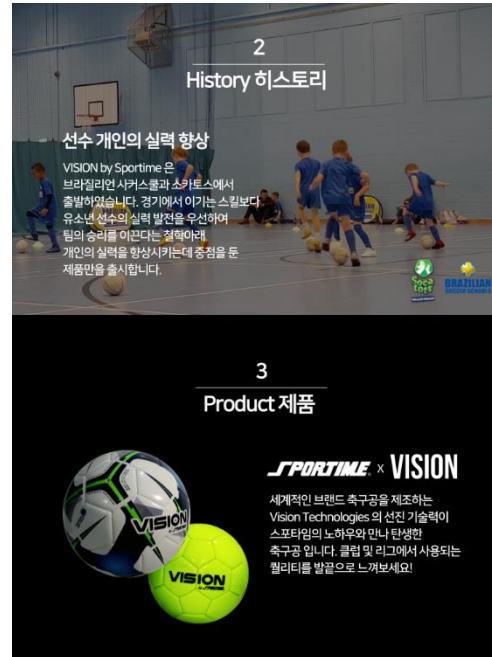 2
History 히스토리
선수 개인의 실력 향상
VISION by Sportime 은
브라질리언 사커스쿨과 소카토스에서
출발하였습니다. 경기에서 이기는 스킬보다
유소년 선수의 실력 발전을 우선하여
팀의 승리를 이끈다는 철학아래
개인의 실력을 향상시키는데 중점을 둔
제품만을 출시합니다.
Soca
tots
BRAZILIAN
SOCCER SCHOOLS
3
Product 제품
SPORTIME x VISION
세계적인 브랜드 축구공을 제조하는
Vision Technologies 의 선진 기술력이
스포타임의 노하우와 만나 탄생한
축구공 입니다. 클럽 및 리그에서 사용되는
퀄리티를 발끝으로 느껴보세요!
VISION
VISION